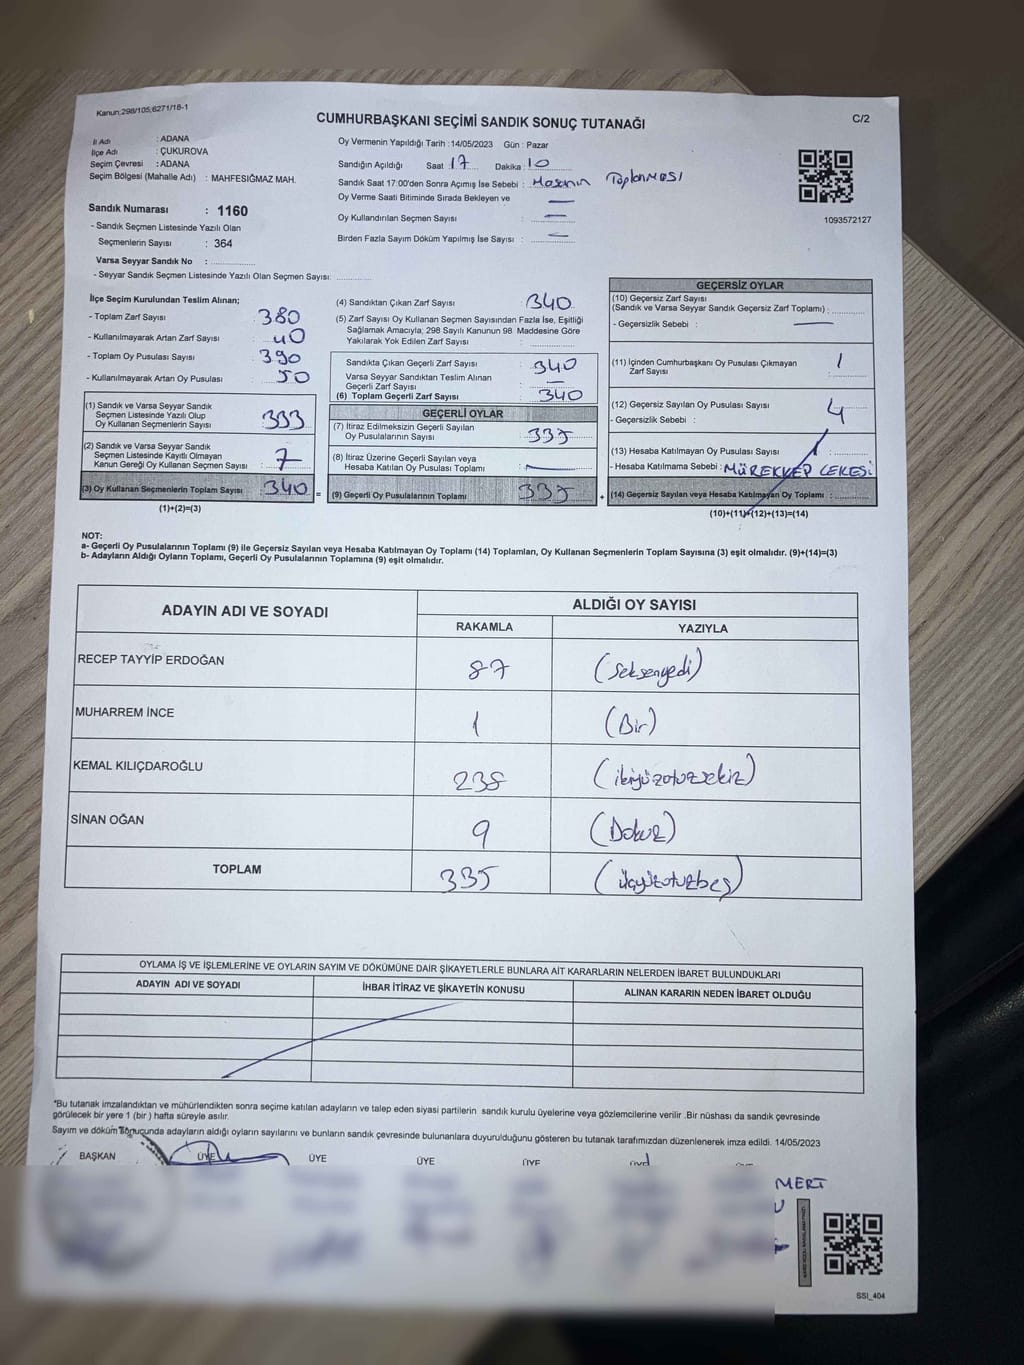 Kanun;298/105;6271/18-1
C/2
CUMHURBAŞKANI SEÇİMİ SANDIK SONUÇ TUTANAĞI
İl Adı : ADANA
İlçe Adı : ÇUKUROVA
Seçim Çevresi : ADANA
Seçim Bölgesi (Mahalle Adı) : MAHFESIĞMAZ MAH.
Sandık Numarası : 1160
- Sandık Seçmen Listesinde Yazılı Olan
Seçmenlerin Sayısı : 364
Varsa Seyyar Sandık No :
- Seyyar Sandık Seçmen Listesinde Yazılı Olan Seçmen Sayısı:
Oy Vermenin Yapıldığı Tarih : 14/05/2023 Gün : Pazar
Sandığın Açıldığı Saat 17 Dakika 10
Sandık Saat 17:00'den Sonra Açımış İse Sebebi : Masanın Toplanması
Oy Verme Saati Bitiminde Sırada Bekleyen ve —
Oy Kullandırılan Seçmen Sayısı : —
Birden Fazla Sayım Döküm Yapılmış İse Sayısı : —
1093572127
İlçe Seçim Kurulundan Teslim Alınan;
- Toplam Zarf Sayısı : 380
- Kullanılmayarak Artan Zarf Sayısı : 40
- Toplam Oy Pusulası Sayısı : 390
- Kullanılmayarak Artan Oy Pusulası : 50
(1) Sandık ve Varsa Seyyar Sandık
Seçmen Listesinde Yazılı Olup
Oy Kullanan Seçmenlerin Sayısı : 333
(2) Sandık ve Varsa Seyyar Sandık
Seçmen Listesinde Kayıtlı Olmayan
Kanun Gereği Oy Kullanan Seçmen Sayısı : 7
(3) Oy Kullanan Seçmenlerin Toplam Sayısı : 340 =
(1)+(2)=(3)
(4) Sandıktan Çıkan Zarf Sayısı : 340
(5) Zarf Sayısı Oy Kullanan Seçmen Sayısından Fazla İse, Eşitliği
Sağlamak Amacıyla; 298 Sayılı Kanunun 98 Maddesine Göre
Yakılarak Yok Edilen Zarf Sayısı :
Sandıkta Çıkan Geçerli Zarf Sayısı : 340
Varsa Seyyar Sandıktan Teslim Alınan
Geçerli Zarf Sayısı : —
(6) Toplam Geçerli Zarf Sayısı : 340
GEÇERLİ OYLAR
(7) İtiraz Edilmeksizin Geçerli Sayılan
Oy Pusulalarının Sayısı : 335
(8) İtiraz Üzerine Geçerli Sayılan veya
Hesaba Katılan Oy Pusulası Toplamı : —
(9) Geçerli Oy Pusulalarının Toplamı : 335 +
GEÇERSİZ OYLAR
(10) Geçersiz Zarf Sayısı
(Sandık ve Varsa Seyyar Sandık Geçersiz Zarf Toplamı) :
- Geçersizlik Sebebi : —
(11) İçinden Cumhurbaşkanı Oy Pusulası Çıkmayan
Zarf Sayısı : 1
(12) Geçersiz Sayılan Oy Pusulası Sayısı : 4
- Geçersizlik Sebebi :
(13) Hesaba Katılmayan Oy Pusulası Sayısı :
- Hesaba Katılmama Sebebi : MÜREKKEP LEKESİ
(14) Geçersiz Sayılan veya Hesaba Katılmayan Oy Toplamı :
(10)+(11)+(12)+(13)=(14)
NOT:
a- Geçerli Oy Pusulalarının Toplamı (9) ile Geçersiz Sayılan veya Hesaba Katılmayan Oy Toplamı (14) Toplamları, Oy Kullanan Seçmenlerin Toplam Sayısına (3) eşit olmalıdır. (9)+(14)=(3)
b- Adayların Aldığı Oyların Toplamı, Geçerli Oy Pusulalarının Toplamına (9) eşit olmalıdır.
ADAYIN ADI VE SOYADI
ALDIĞI OY SAYISI
RAKAMLA YAZIYLA
RECEP TAYYİP ERDOĞAN 87 (Seksenyedi)
MUHARREM İNCE 1 (Bir)
KEMAL KILIÇDAROĞLU 238 (ikiyüzotuzsekiz)
SİNAN OĞAN 9 (Dokuz)
TOPLAM 335 (üçyüzotuzbeş)
OYLAMA İŞ VE İŞLEMLERİNE VE OYLARIN SAYIM VE DÖKÜMÜNE DAİR ŞİKAYETLERLE BUNLARA AİT KARARLARIN NELERDEN İBARET BULUNDUKLARI
ADAYIN ADI VE SOYADI İHBAR İTİRAZ VE ŞİKAYETİN KONUSU ALINAN KARARIN NEDEN İBARET OLDUĞU
*Bu tutanak imzalandıktan ve mühürlendikten sonra seçime katılan adayların ve talep eden siyasi partilerin sandık kurulu üyelerine veya gözlemcilerine verilir .Bir nüshası da sandık çevresinde
görülecek bir yere 1 (bir ) hafta süreyle asılır.
Sayım ve döküm sonucunda adayların aldığı oyların sayılarını ve bunların sandık çevresinde bulunanlara duyurulduğunu gösteren bu tutanak tarafımızdan düzenlenerek imza edildi. 14/05/2023
BAŞKAN ÜYE ÜYE ÜYE ÜYE
MERT
SSI_404